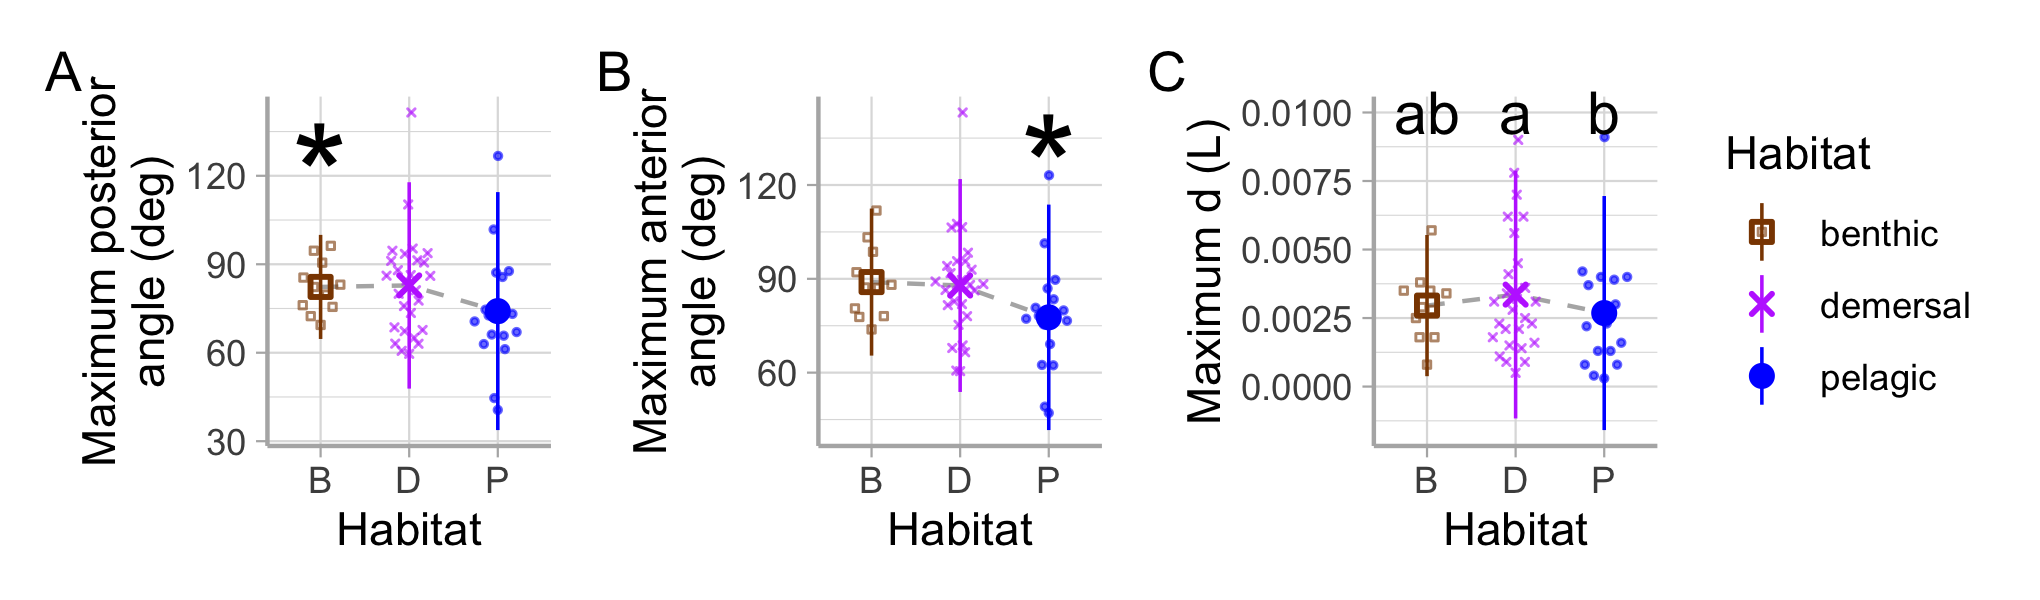 A
Maximum posterior
angle (deg)
120
90
60
30
*
B
D
P
Habitat
B
Maximum anterior
angle (deg)
120
90
60
*
B
D
P
Habitat
C
Maximum d (L)
0.0100
0.0075
0.0050
0.0025
0.0000
ab
a
b
B
D
P
Habitat
Habitat
benthic
demersal
pelagic